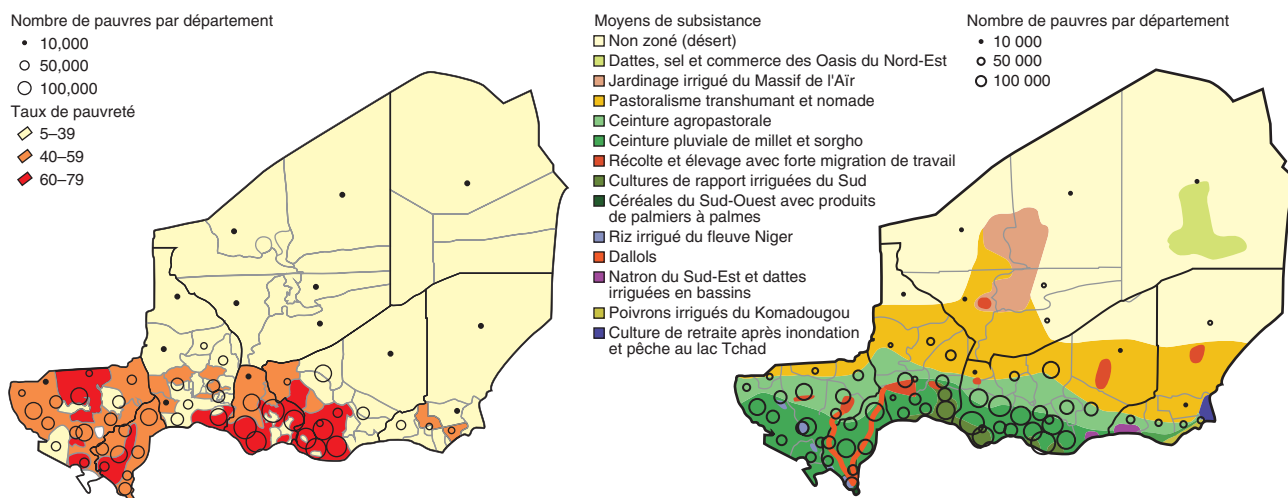 Nombre de pauvres par département
10,000
50,000
100,000
Taux de pauvreté
5–39
40–59
60–79
Moyens de subsistance
Non zoné (désert)
Dattes, sel et commerce des Oasis du Nord-Est
Jardinage irrigué du Massif de l'Aïr
Pastoralisme transhumant et nomade
Ceinture agropastorale
Ceinture pluviale de millet et sorgho
Récolte et élevage avec forte migration de travail
Cultures de rapport irriguées du Sud
Céréales du Sud-Ouest avec produits
de palmiers à palmes
Riz irrigué du fleuve Niger
Dallols
Natron du Sud-Est et dattes
irriguées en bassins
Poivrons irrigués du Komadougou
Culture de retraite après inondation
et pêche au lac Tchad
Nombre de pauvres par département
10 000
50 000
100 000